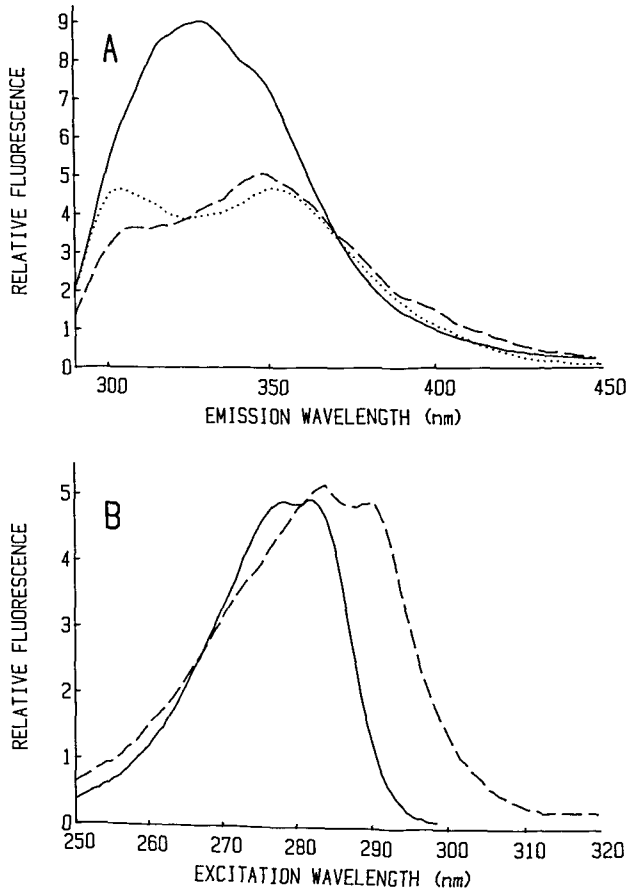 A
RELATIVE FLUORESCENCE
9
8
7
6
5
4
3
2
1
0
300 350 400 450
EMISSION WAVELENGTH (nm)
B
RELATIVE FLUORESCENCE
5
4
3
2
1
0
250 260 270 280 290 300 310 320
EXCITATION WAVELENGTH (nm)